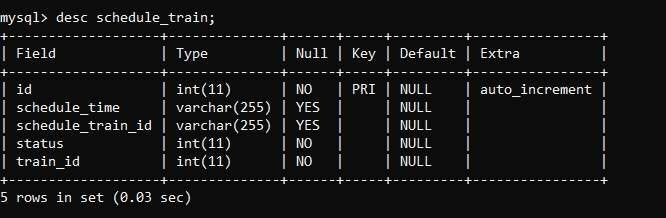 mysql> desc schedule_train;
+-------------------+--------------+------+-----+---------+----------------+
| Field             | Type         | Null | Key | Default | Extra          |
+-------------------+--------------+------+-----+---------+----------------+
| id                | int(11)      | NO   | PRI | NULL    | auto_increment |
| schedule_time     | varchar(255) | YES  |     | NULL    |                |
| schedule_train_id | varchar(255) | YES  |     | NULL    |                |
| status            | int(11)      | NO   |     | NULL    |                |
| train_id          | int(11)      | NO   |     | NULL    |                |
+-------------------+--------------+------+-----+---------+----------------+
5 rows in set (0.03 sec)